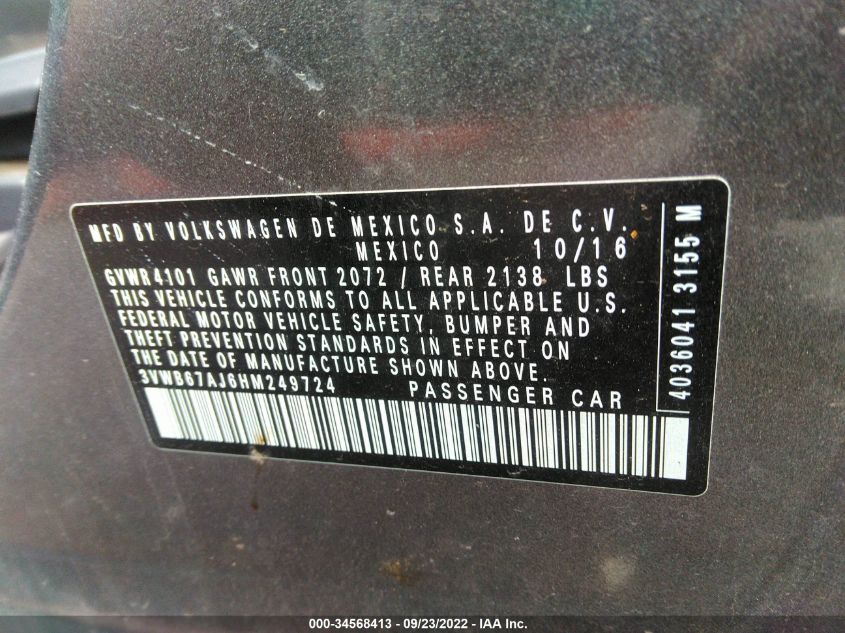 MFD BY VOLKSWAGEN DE MEXICO S.A. DE C.V.
MEXICO 10/16
GVWR4101 GAWR FRONT 2072 / REAR 2138 LBS
THIS VEHICLE CONFORMS TO ALL APPLICABLE U.S.
FEDERAL MOTOR VEHICLE SAFETY, BUMPER AND
THEFT PREVENTION STANDARDS IN EFFECT ON
THE DATE OF MANUFACTURE SHOWN ABOVE.
3VWB67AJ6HM249724 PASSENGER CAR
4036041 3155 M
000-34568413 - 09/23/2022 - IAA Inc.